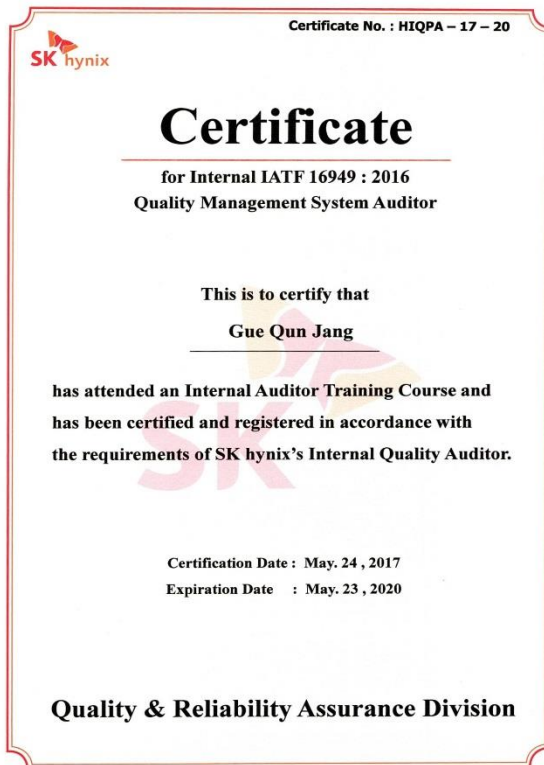 Certificate No. : HIQPA – 17 – 20
SK hynix
Certificate
for Internal IATF 16949 : 2016
Quality Management System Auditor
This is to certify that
Gue Qun Jang
has attended an Internal Auditor Training Course and
has been certified and registered in accordance with
the requirements of SK hynix's Internal Quality Auditor.
SK
Certification Date : May. 24 , 2017
Expiration Date : May. 23 , 2020
Quality & Reliability Assurance Division